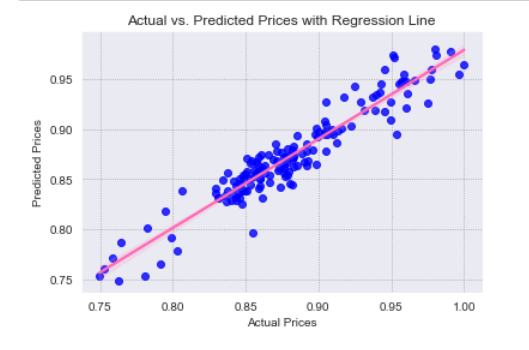 Actual vs. Predicted Prices with Regression Line
Predicted Prices
0.95
0.90
0.85
0.80
0.75
0.75 0.80 0.85 0.90 0.95 1.00
Actual Prices